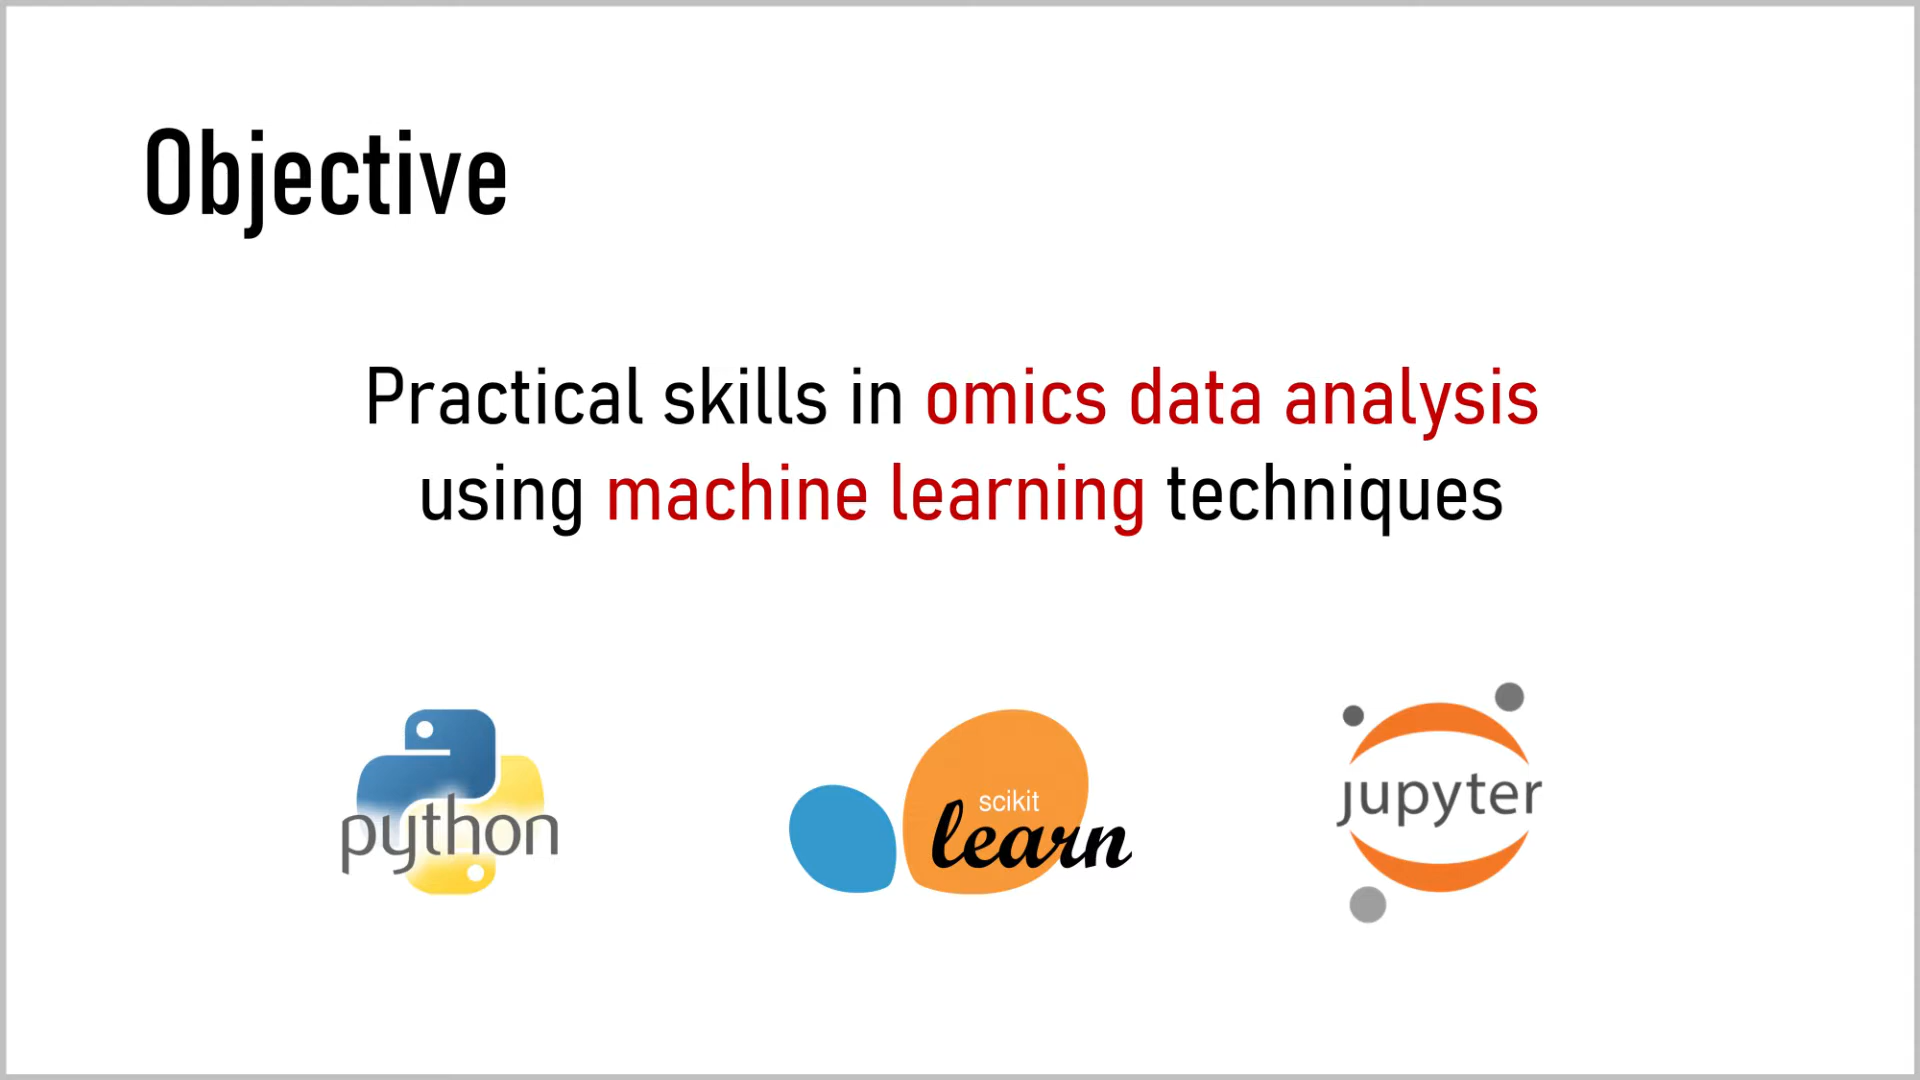 Objective
Practical skills in omics data analysis
using machine learning techniques
python
scikit
learn
jupyter